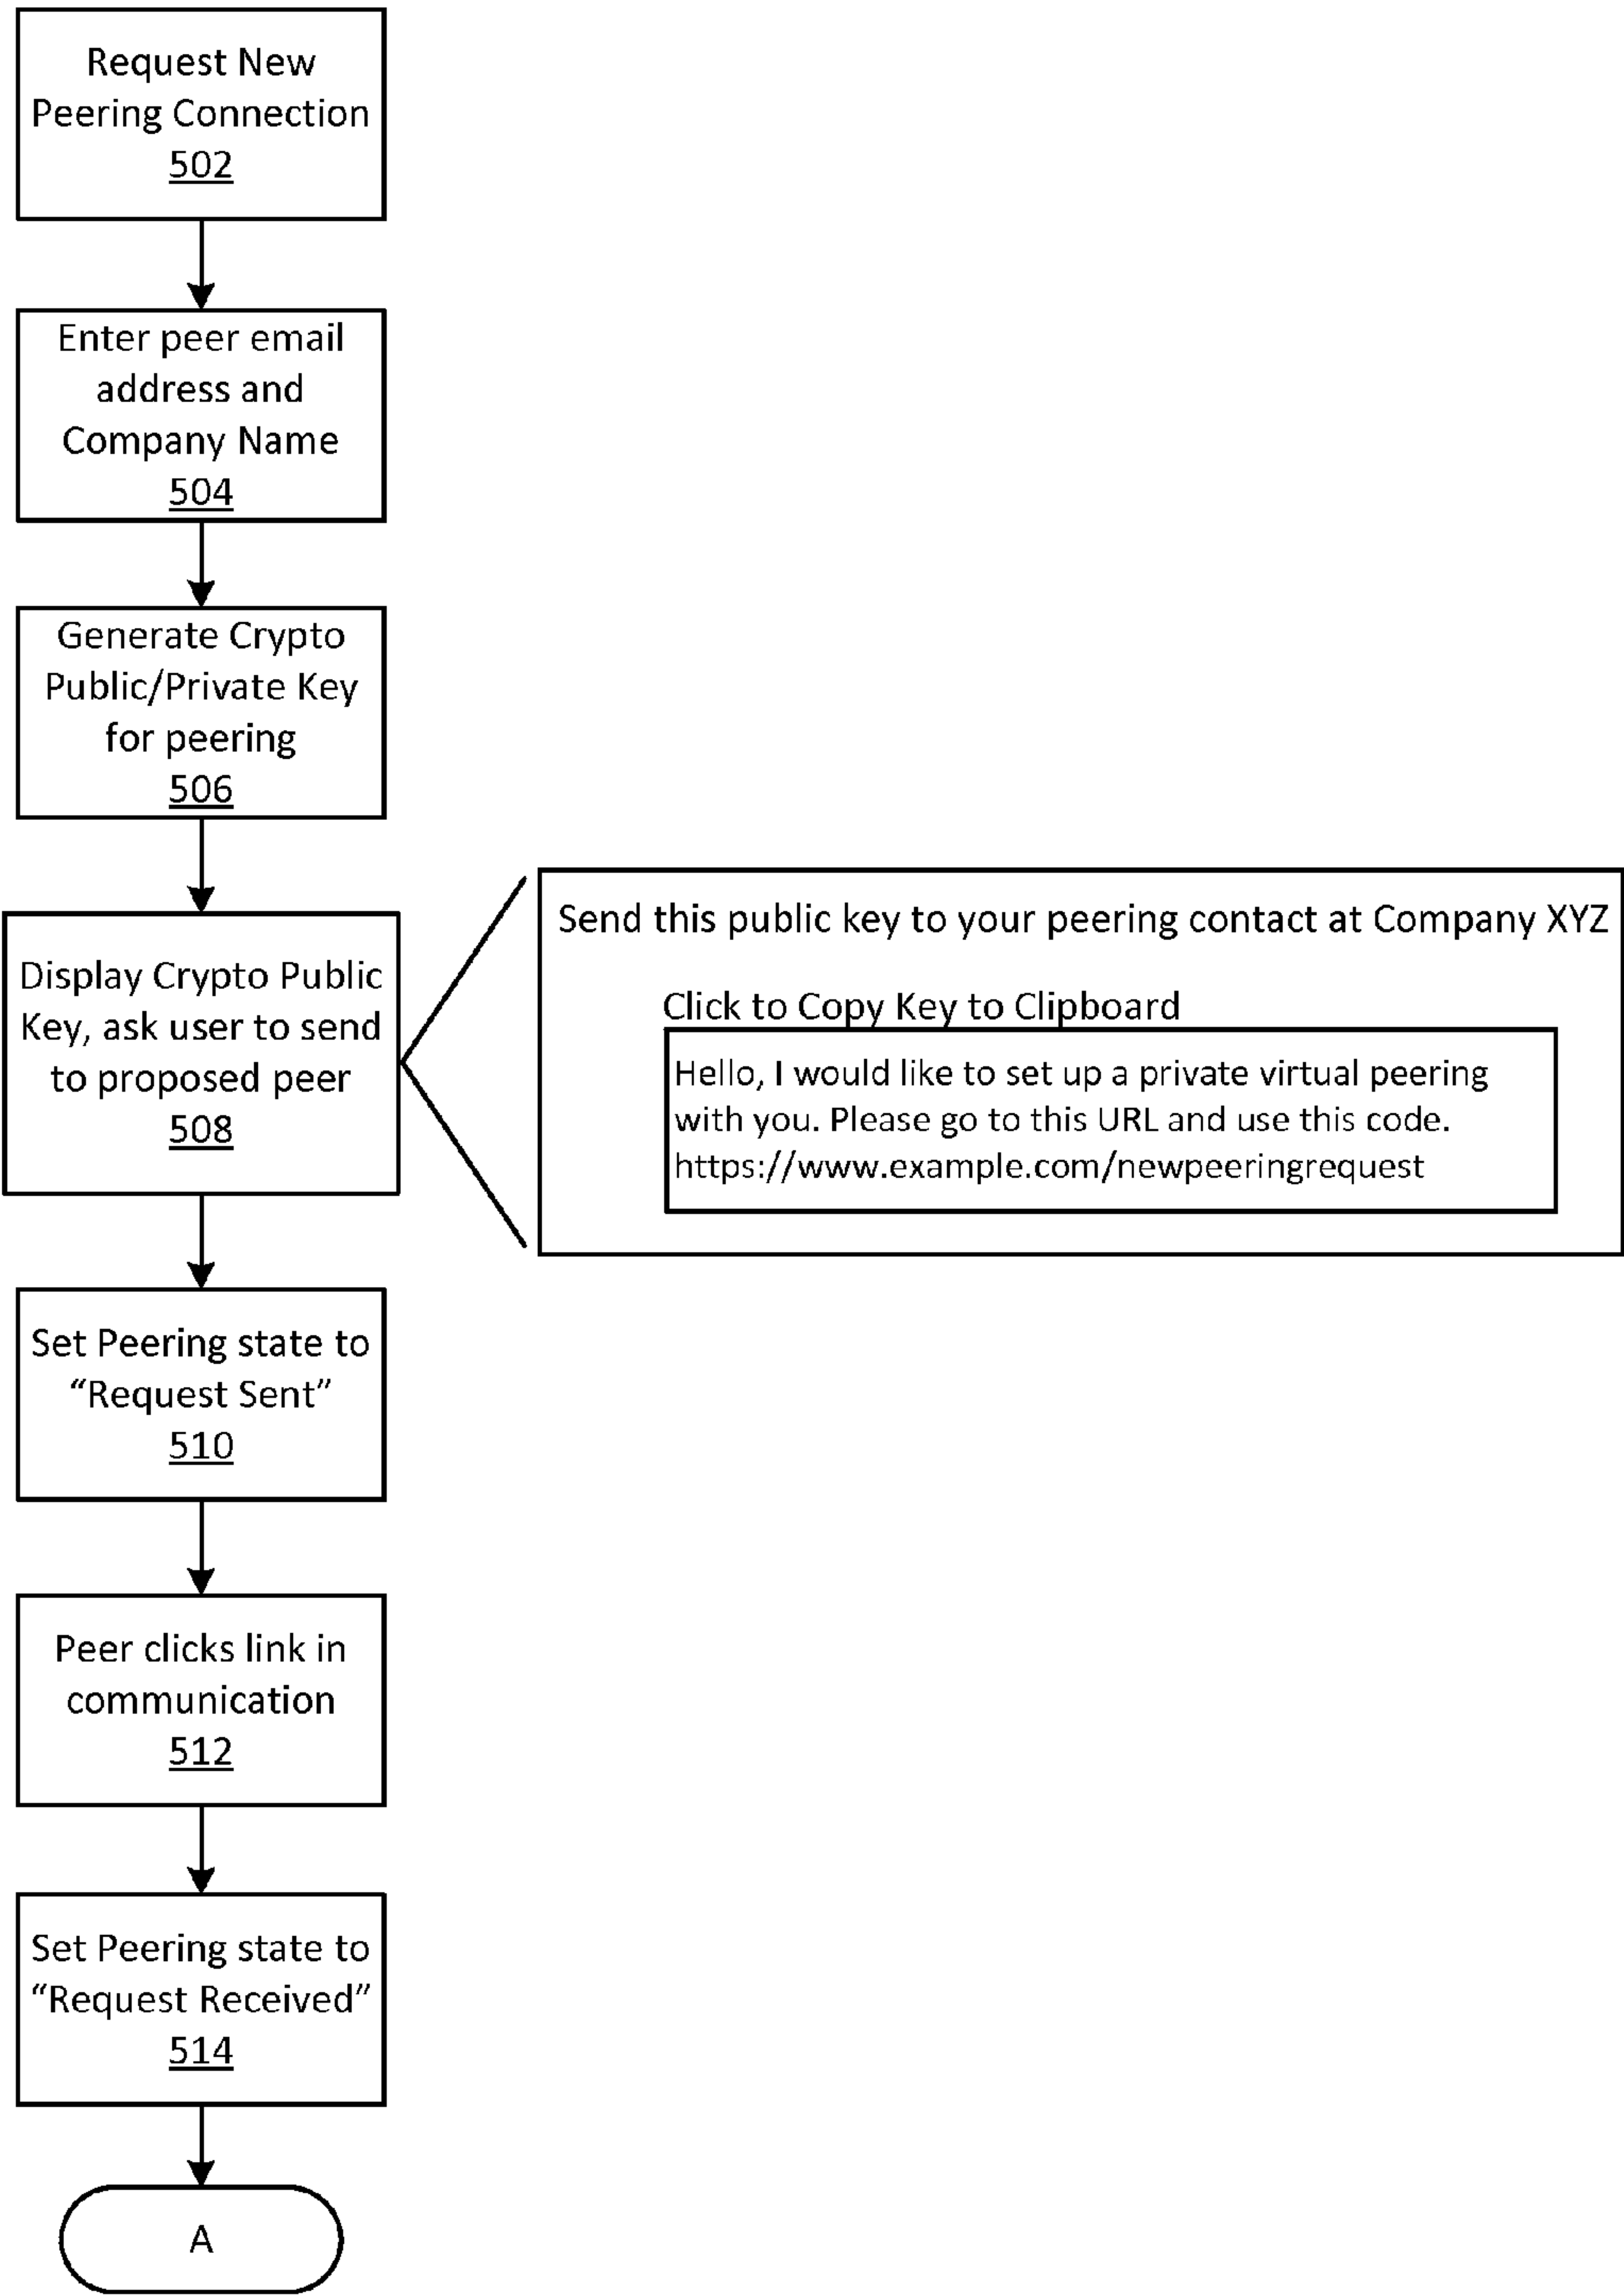 Request New
Peering Connection
502
Enter peer email
address and
Company Name
504
Generate Crypto
Public/Private Key
for peering
506
Display Crypto Public
Key, ask user to send
to proposed peer
508
Send this public key to your peering contact at Company XYZ
Click to Copy Key to Clipboard
Hello, I would like to set up a private virtual peering
with you. Please go to this URL and use this code.
https://www.example.com/newpeeringrequest
Set Peering state to
“Request Sent”
510
Peer clicks link in
communication
512
Set Peering state to
“Request Received”
514
A